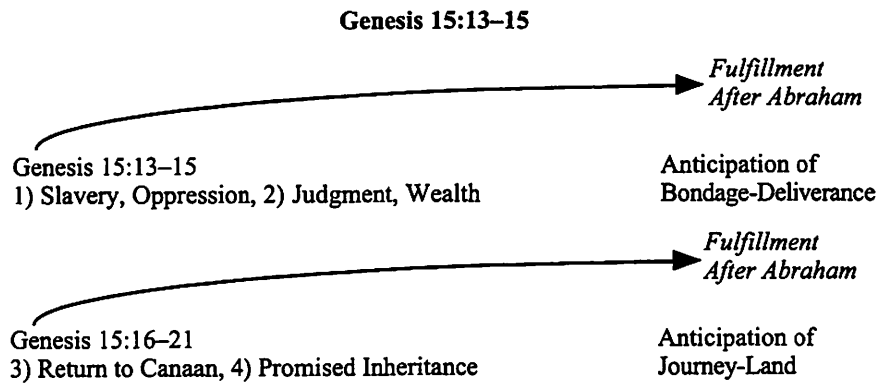 Genesis 15:13–15
Fulfillment
After Abraham
Genesis 15:13–15
1) Slavery, Oppression, 2) Judgment, Wealth
Anticipation of
Bondage-Deliverance
Fulfillment
After Abraham
Genesis 15:16–21
3) Return to Canaan, 4) Promised Inheritance
Anticipation of
Journey-Land